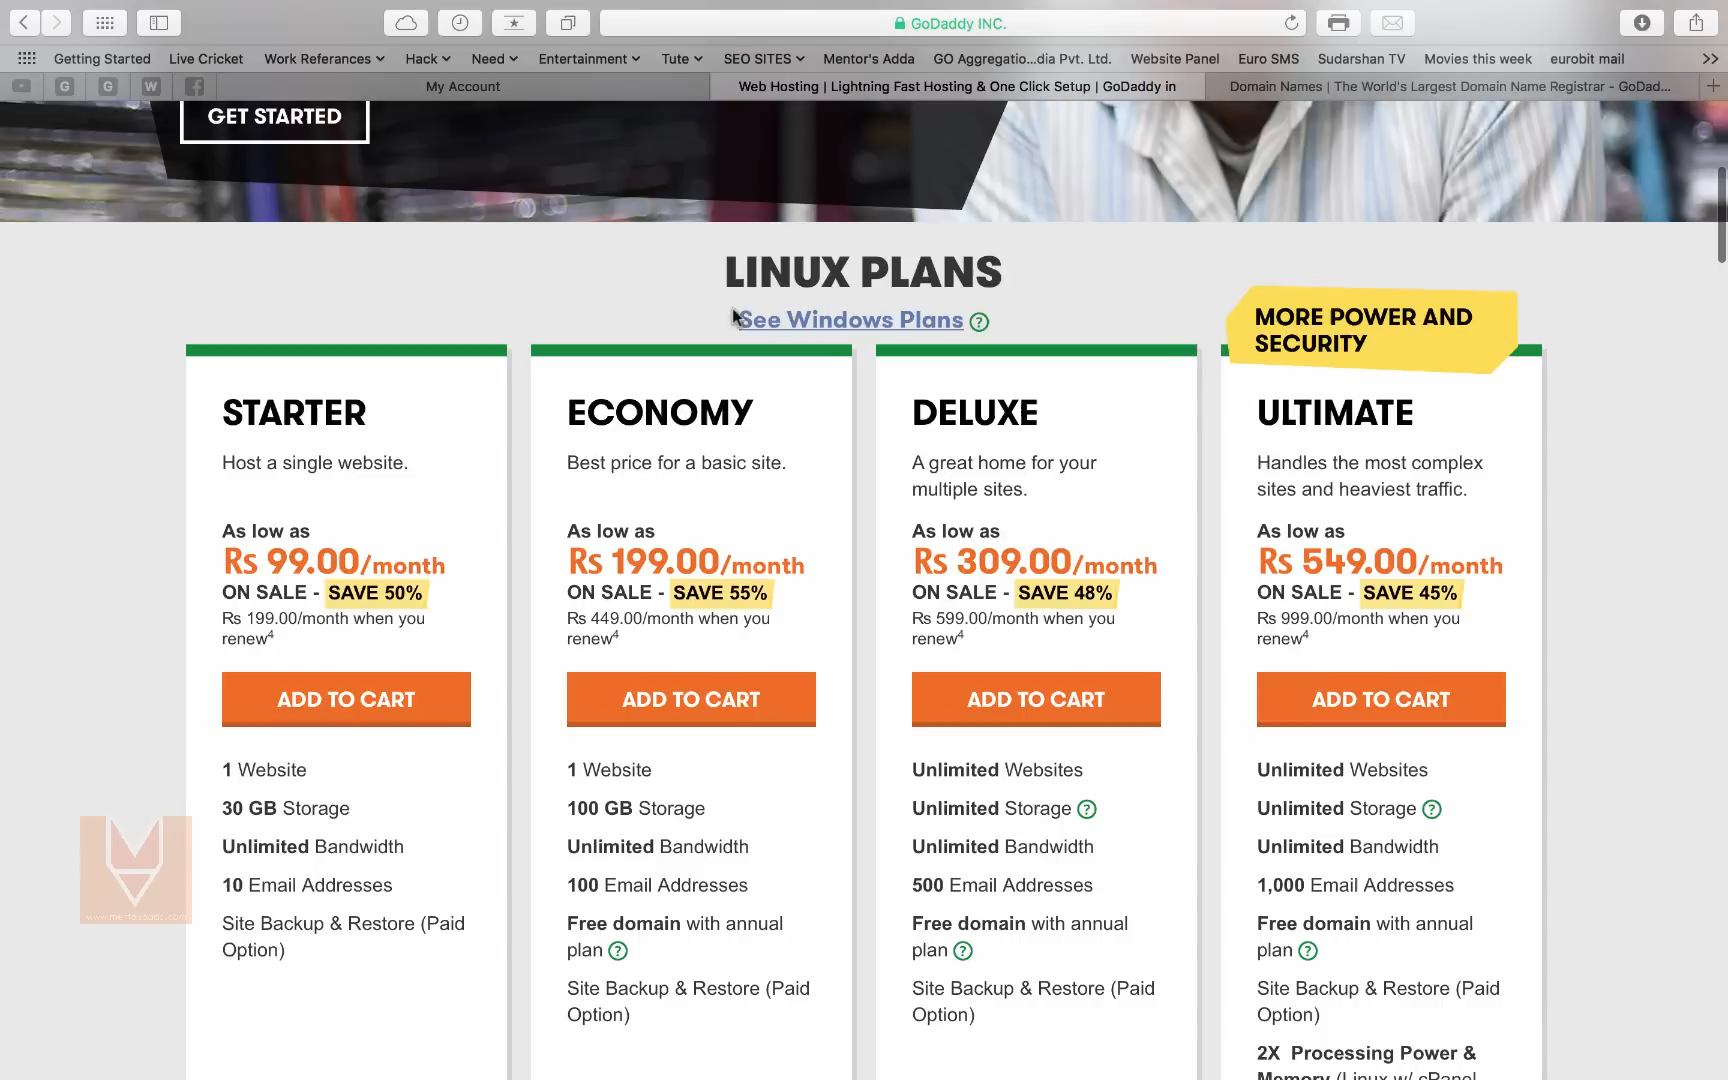 GoDaddy INC.
Getting Started Live Cricket Work Referances Hack Need Entertainment Tute SEO SITES Mentor's Adda GO Aggregatio...dia Pvt. Ltd. Website Panel Euro SMS Sudarshan TV Movies this week eurobit mail
G G W My Account Web Hosting | Lightning Fast Hosting & One Click Setup | GoDaddy in Domain Names | The World's Largest Domain Name Registrar - GoDad...
GET STARTED
LINUX PLANS
See Windows Plans ?
MORE POWER AND
SECURITY
STARTER
Host a single website.
As low as
Rs 99.00/month
ON SALE - SAVE 50%
Rs 199.00/month when you
renew4
ADD TO CART
1 Website
30 GB Storage
Unlimited Bandwidth
10 Email Addresses
Site Backup & Restore (Paid
Option)
ECONOMY
Best price for a basic site.
As low as
Rs 199.00/month
ON SALE - SAVE 55%
Rs 449.00/month when you
renew4
ADD TO CART
1 Website
100 GB Storage
Unlimited Bandwidth
100 Email Addresses
Free domain with annual
plan ?
Site Backup & Restore (Paid
Option)
DELUXE
A great home for your
multiple sites.
As low as
Rs 309.00/month
ON SALE - SAVE 48%
Rs 599.00/month when you
renew4
ADD TO CART
Unlimited Websites
Unlimited Storage ?
Unlimited Bandwidth
500 Email Addresses
Free domain with annual
plan ?
Site Backup & Restore (Paid
Option)
ULTIMATE
Handles the most complex
sites and heaviest traffic.
As low as
Rs 549.00/month
ON SALE - SAVE 45%
Rs 999.00/month when you
renew4
ADD TO CART
Unlimited Websites
Unlimited Storage ?
Unlimited Bandwidth
1,000 Email Addresses
Free domain with annual
plan ?
Site Backup & Restore (Paid
Option)
2X Processing Power &
Memory (Linux w/ cPanel